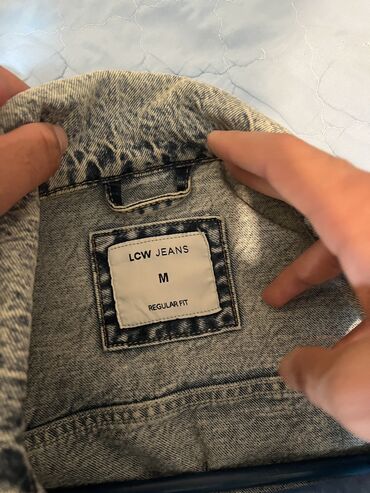 LCW JEANS
M
REGULAR FIT